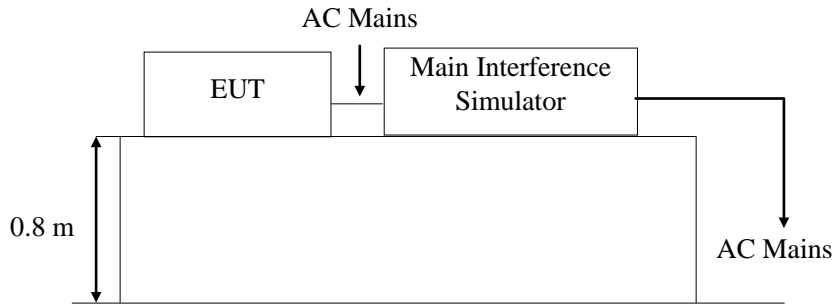 AC Mains
EUT
Main Interference
Simulator
0.8 m
AC Mains